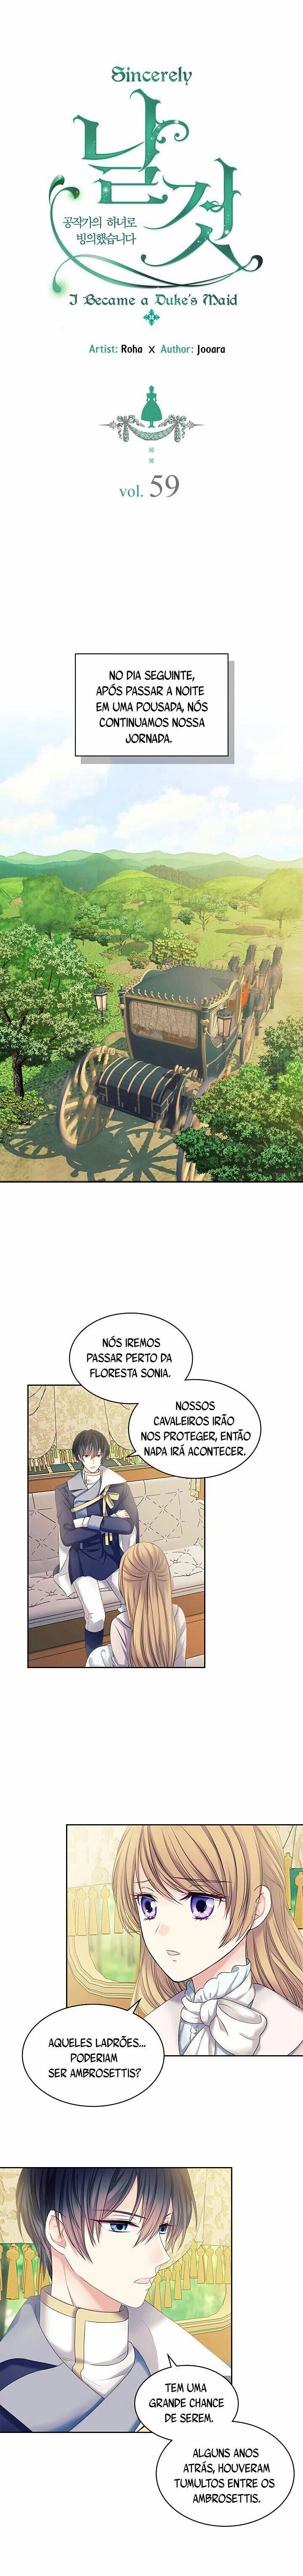 Sincerely
날 것
공작가의 하녀로
빙의했습니다
I Became a Duke's Maid
Artist: Roha X Author: Jooara
vol. 59
NO DIA SEGUINTE,
APÓS PASSAR A NOITE
EM UMA POUSADA, NÓS
CONTINUAMOS NOSSA
JORNADA.
NÓS IREMOS
PASSAR PERTO DA
FLORESTA SONIA.
NOSSOS
CAVALEIROS IRÃO
NOS PROTEGER, ENTÃO
NADA IRÁ ACONTECER.
AQUELES LADRÕES...
PODERIAM
SER AMBROSETTIS?
TEM UMA
GRANDE CHANCE
DE SEREM.
ALGUNS ANOS
ATRÁS, HOUVERAM
TUMULTOS ENTRE OS
AMBROSETTIS.